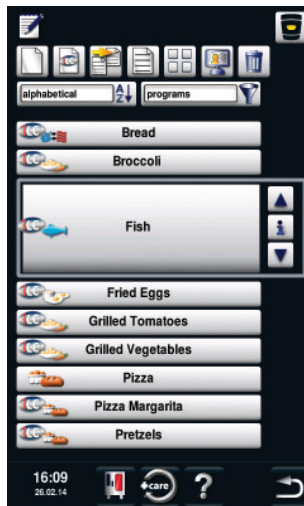 alphabetical A Z programs
Bread
Broccoli
Fish
i
Fried Eggs
Grilled Tomatoes
Grilled Vegetables
Pizza
Pizza Margarita
Pretzels
16:09
26.02.14
care ?